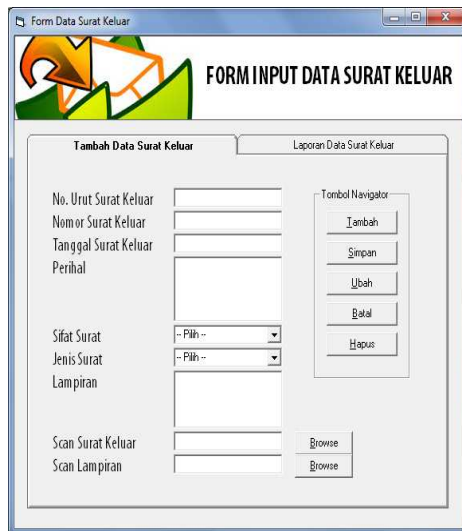 Form Data Surat Keluar
FORM INPUT DATA SURAT KELUAR
Tambah Data Surat Keluar
Laporan Data Surat Keluar
No. Urut Surat Keluar
Nomor Surat Keluar
Tanggal Surat Keluar
Perihal
Sifat Surat
-- Pilih --
Jenis Surat
-- Pilih --
Lampiran
Scan Surat Keluar
Browse
Scan Lampiran
Browse
Tombol Navigator
Tambah
Simpan
Ubah
Batal
Hapus